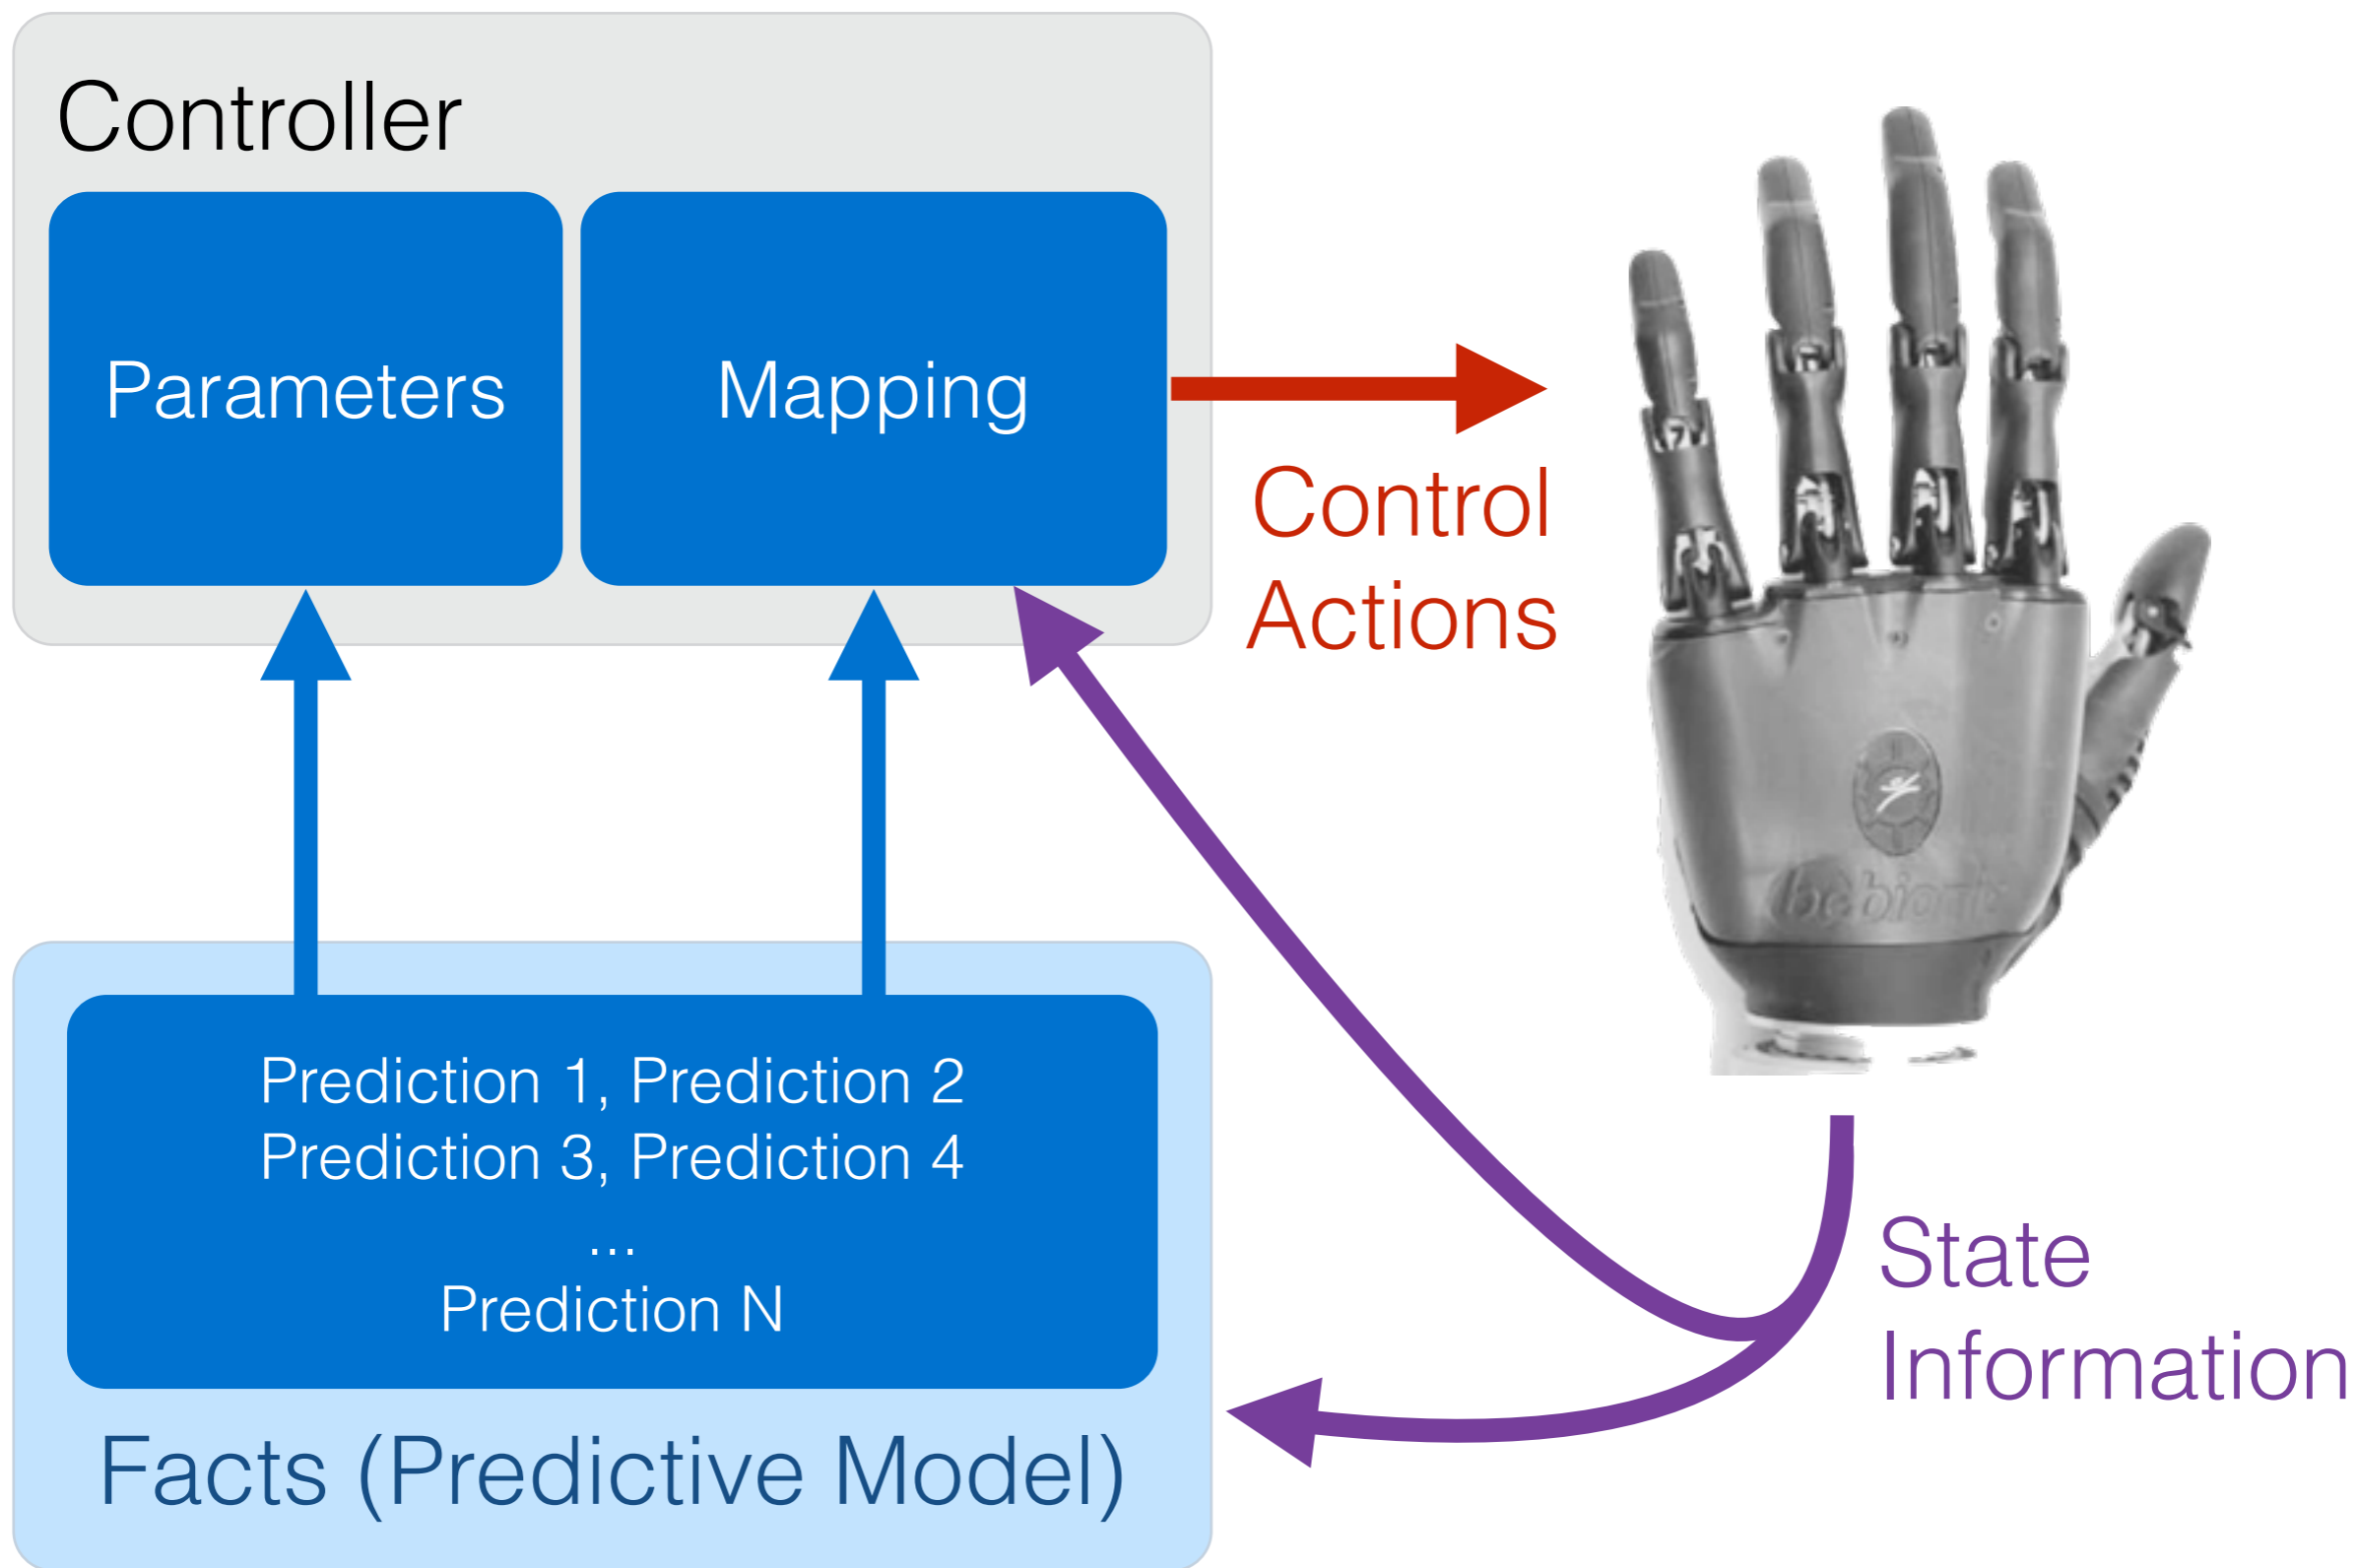 Controller
Parameters
Mapping
Control
Actions
bebionic
Prediction 1, Prediction 2
Prediction 3, Prediction 4
...
Prediction N
Facts (Predictive Model)
State
Information